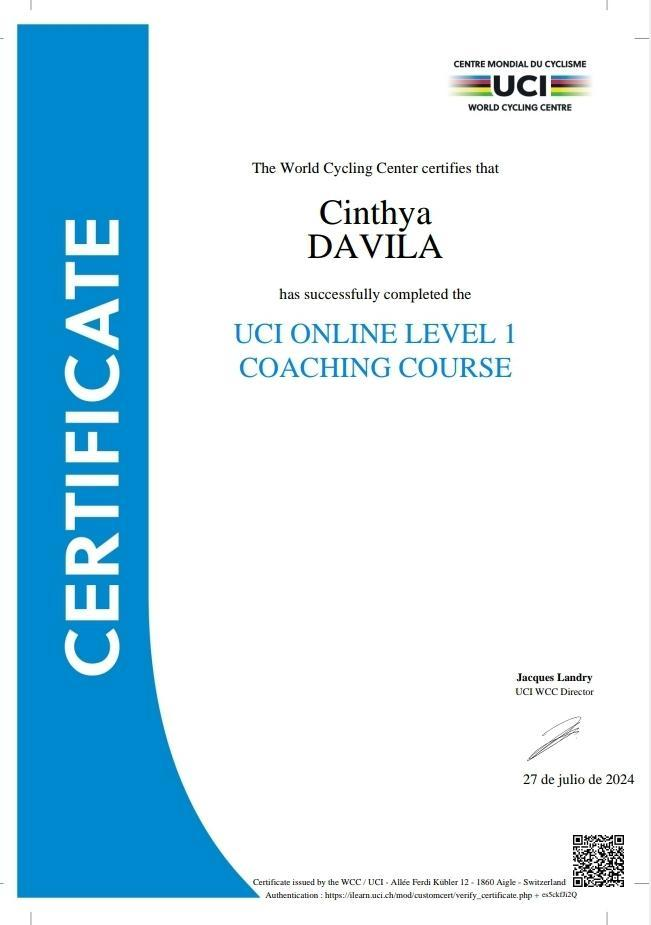 CERTIFICATE
CENTRE MONDIAL DU CYCLISME
UCI
WORLD CYCLING CENTRE
The World Cycling Center certifies that
Cinthya
DAVILA
has successfully completed the
UCI ONLINE LEVEL 1
COACHING COURSE
Jacques Landry
UCI WCC Director
27 de julio de 2024
Certificate issued by the WCC / UCI - Allée Ferdi Kübler 12 - 1860 Aigle - Switzerland
Authentication : https://ilearn.uci.ch/mod/customcert/verify_certificate.php +